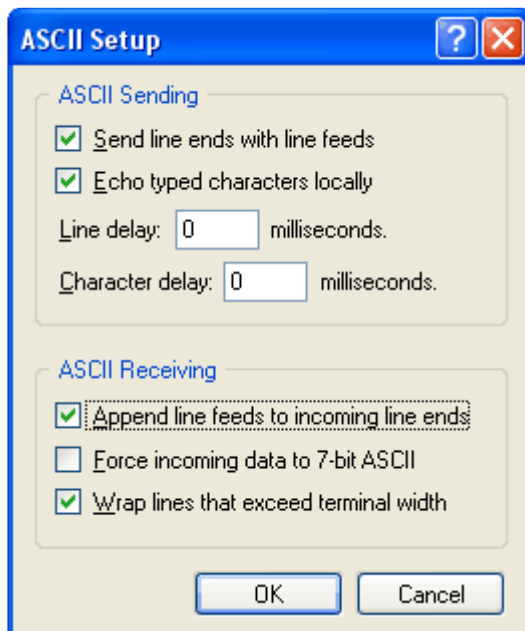 ASCII Setup
ASCII Sending
Send line ends with line feeds
Echo typed characters locally
Line delay: 0 milliseconds.
Character delay: 0 milliseconds.
ASCII Receiving
Append line feeds to incoming line ends
Force incoming data to 7-bit ASCII
Wrap lines that exceed terminal width
OK Cancel